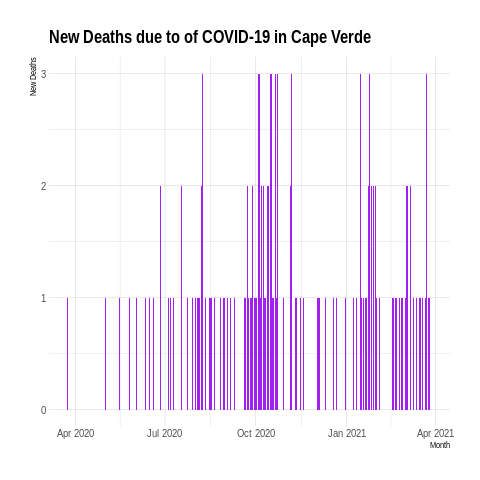 New Deaths due to of COVID-19 in Cape Verde
New Deaths
3
2
1
0
Apr 2020 Jul 2020 Oct 2020 Jan 2021 Apr 2021
Month